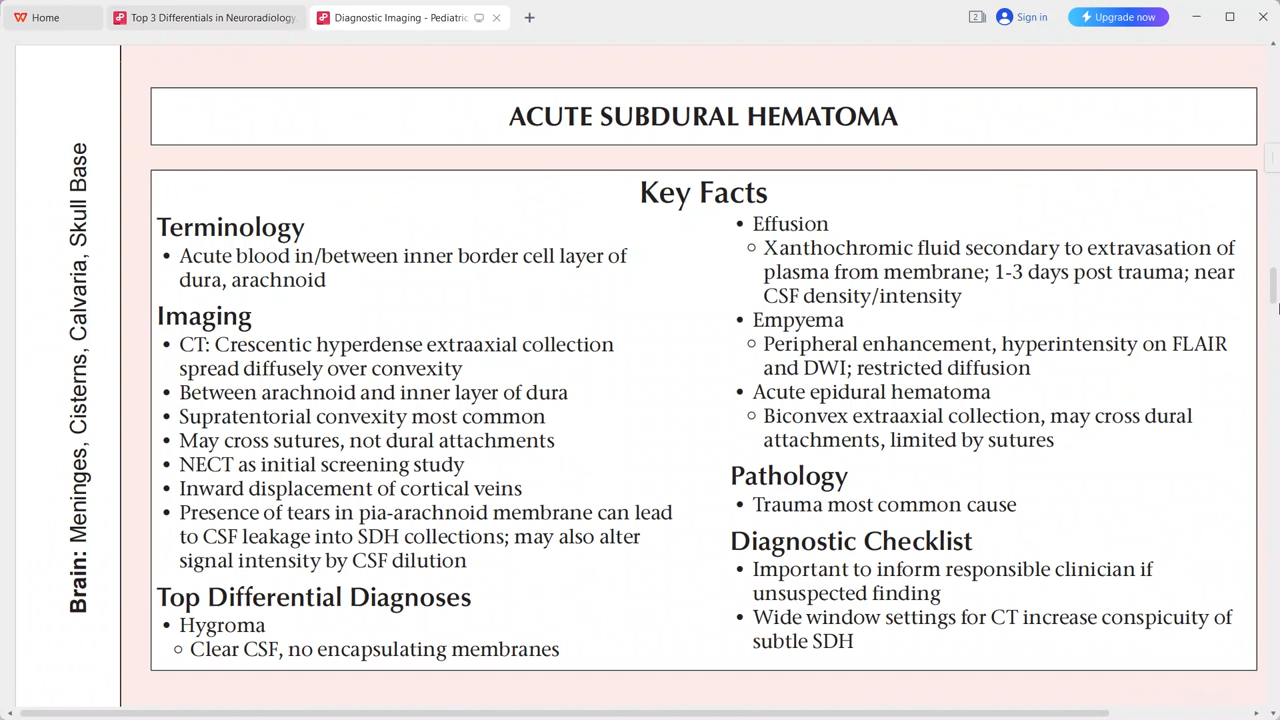 Home
Top 3 Differentials in Neuroradiology
Diagnostic Imaging - Pediatric
2
Sign in
Upgrade now
Brain: Meninges, Cisterns, Calvaria, Skull Base
ACUTE SUBDURAL HEMATOMA
Key Facts
Terminology
• Acute blood in/between inner border cell layer of
dura, arachnoid
Imaging
• CT: Crescentic hyperdense extraaxial collection
spread diffusely over convexity
• Between arachnoid and inner layer of dura
• Supratentorial convexity most common
• May cross sutures, not dural attachments
• NECT as initial screening study
• Inward displacement of cortical veins
• Presence of tears in pia-arachnoid membrane can lead
to CSF leakage into SDH collections; may also alter
signal intensity by CSF dilution
Top Differential Diagnoses
• Hygroma
○ Clear CSF, no encapsulating membranes
• Effusion
○ Xanthochromic fluid secondary to extravasation of
plasma from membrane; 1-3 days post trauma; near
CSF density/intensity
• Empyema
○ Peripheral enhancement, hyperintensity on FLAIR
and DWI; restricted diffusion
• Acute epidural hematoma
○ Biconvex extraaxial collection, may cross dural
attachments, limited by sutures
Pathology
• Trauma most common cause
Diagnostic Checklist
• Important to inform responsible clinician if
unsuspected finding
• Wide window settings for CT increase conspicuity of
subtle SDH